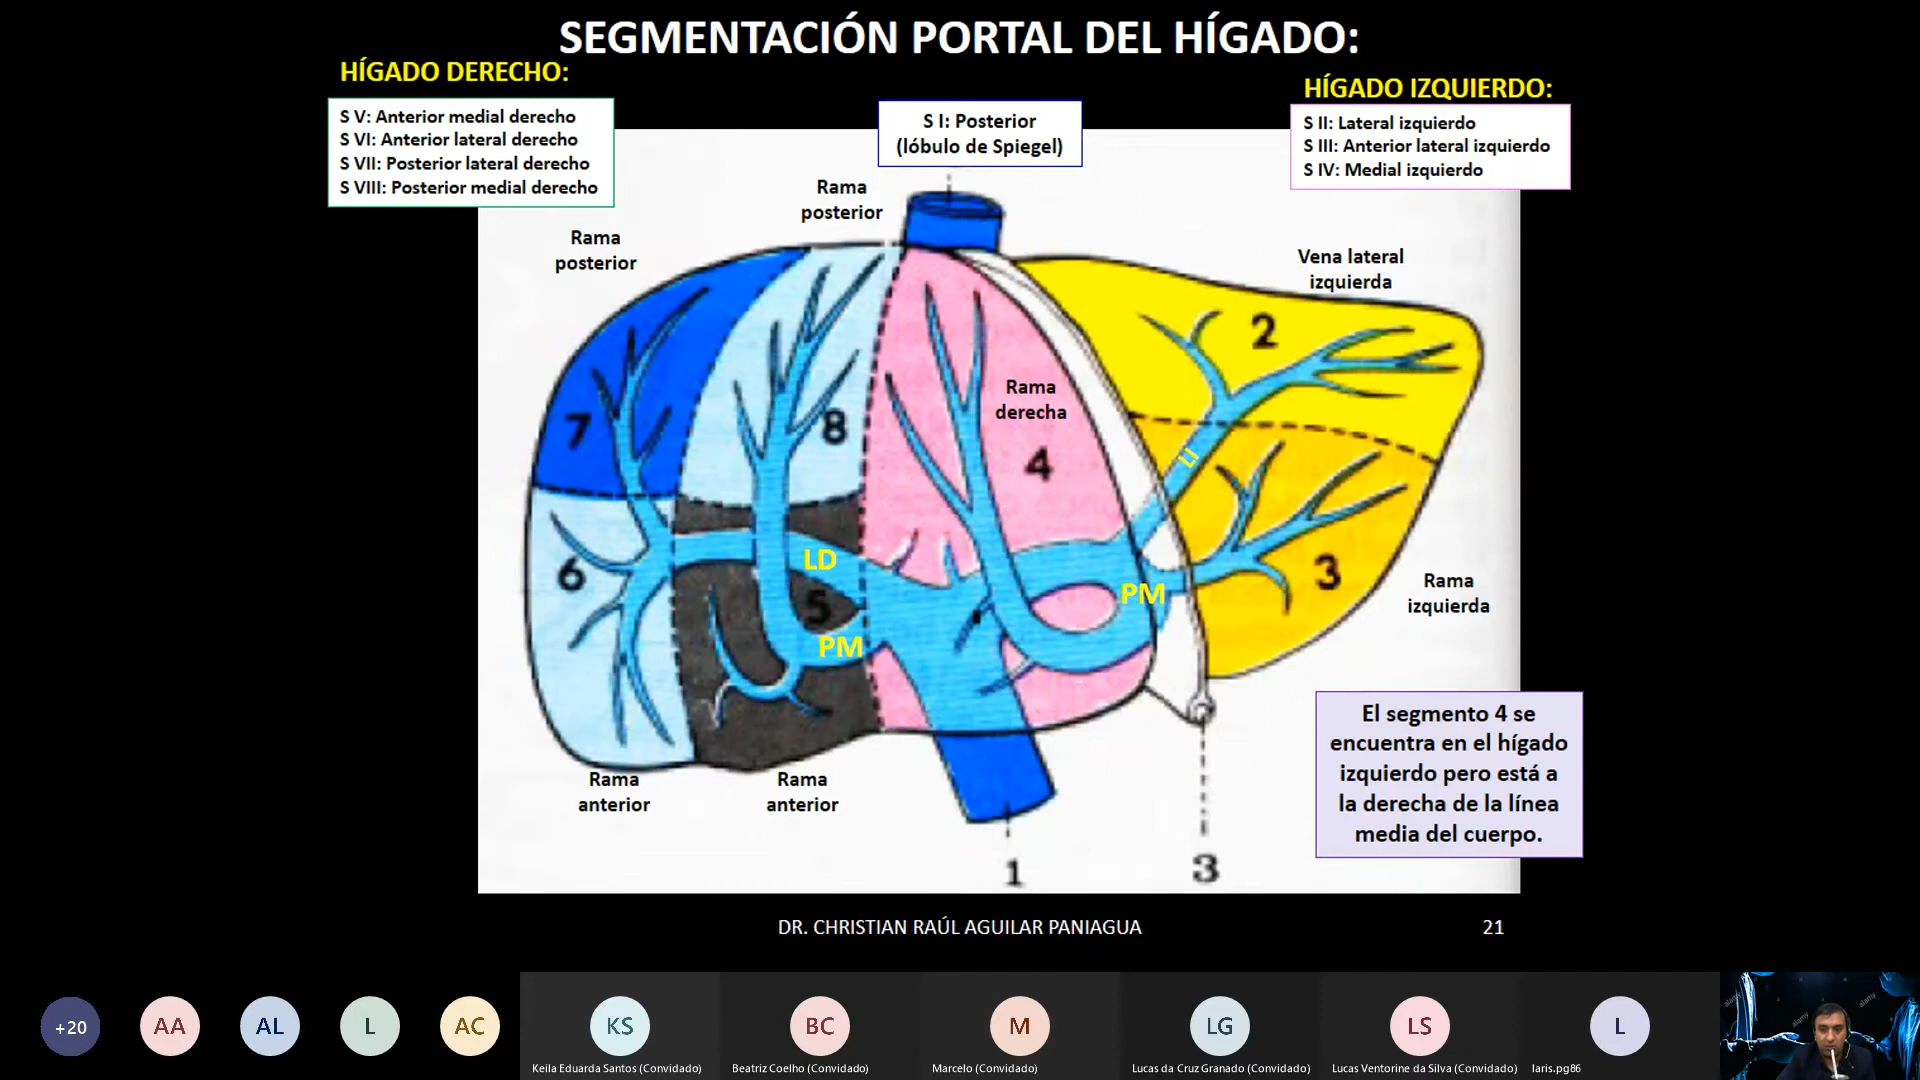 SEGMENTACIÓN PORTAL DEL HÍGADO:
HÍGADO DERECHO:
S V: Anterior medial derecho
S VI: Anterior lateral derecho
S VII: Posterior lateral derecho
S VIII: Posterior medial derecho
S I: Posterior
(lóbulo de Spiegel)
HÍGADO IZQUIERDO:
S II: Lateral izquierdo
S III: Anterior lateral izquierdo
S IV: Medial izquierdo
Rama
posterior
Rama
posterior
Vena lateral
izquierda
2
Rama
derecha
7
8
4
LI
LD
6
5
PM
PM
3
Rama
izquierda
Rama
anterior
Rama
anterior
1
3
El segmento 4 se
encuentra en el hígado
izquierdo pero está a
la derecha de la línea
media del cuerpo.
DR. CHRISTIAN RAÚL AGUILAR PANIAGUA
21
+20
AA
AL
L
AC
KS
BC
M
LG
LS
L
Keila Eduarda Santos (Convidado)
Beatriz Coelho (Convidado)
Marcelo (Convidado)
Lucas da Cruz Granado (Convidado)
Lucas Ventorine da Silva (Convidado)
laris.pg86
alamy
alamy
alamy